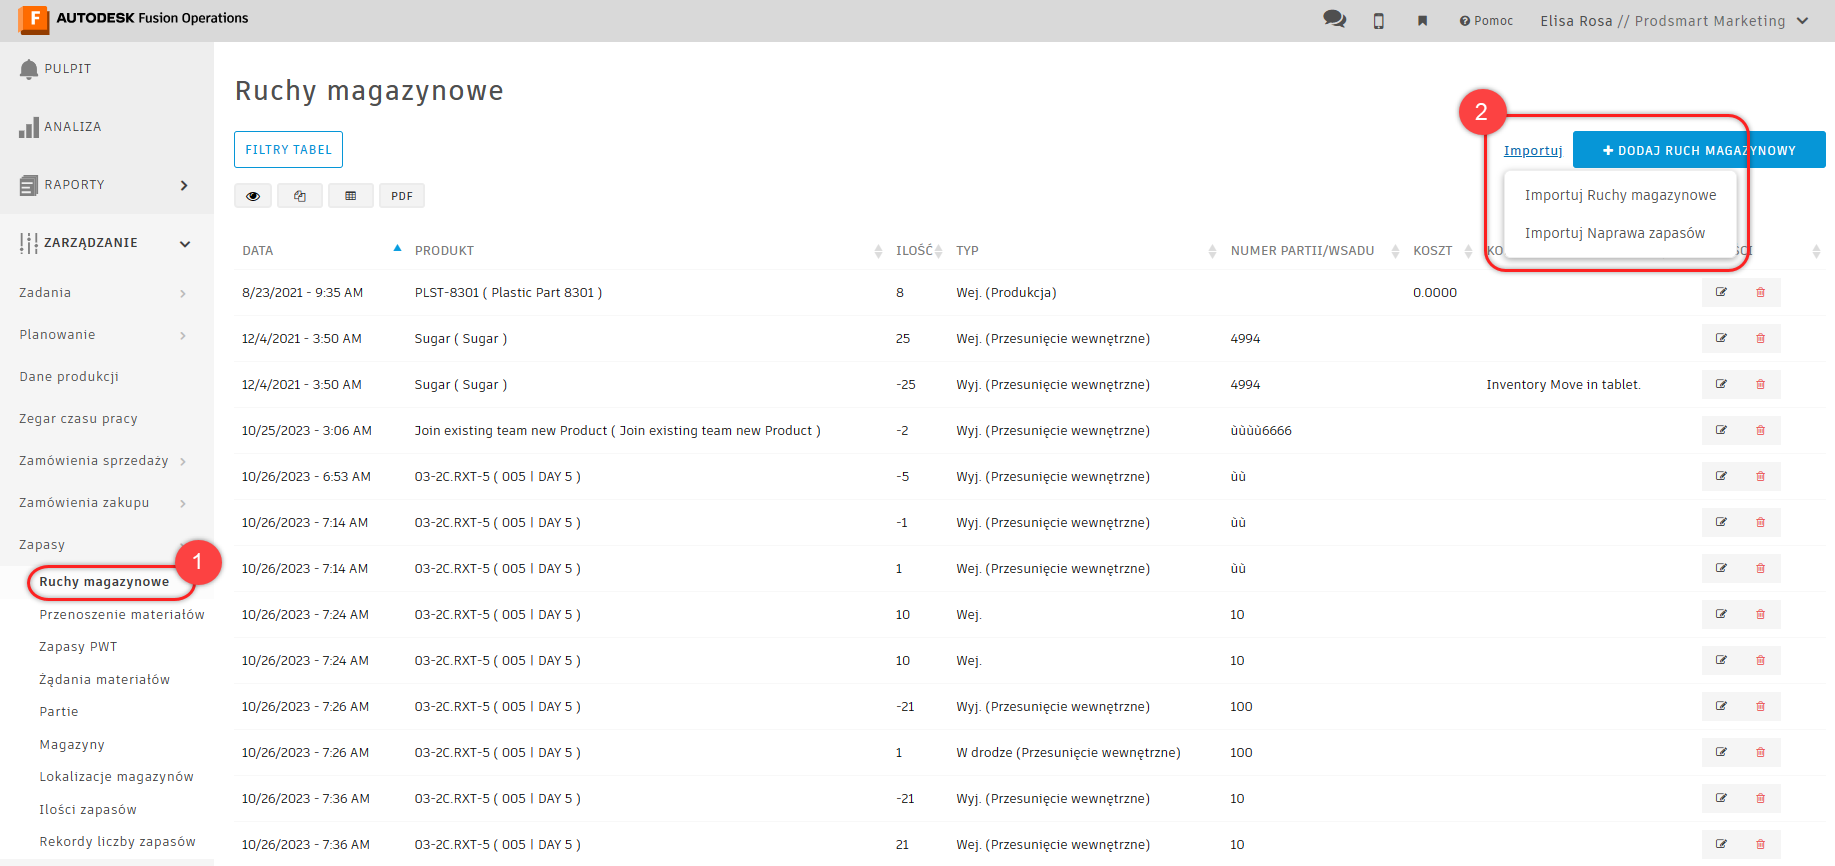 AUTODESK Fusion Operations
Pomoc
Elisa Rosa // Prodsmart Marketing
PULPIT
ANALIZA
RAPORTY
ZARZĄDZANIE
Zadania
Planowanie
Dane produkcji
Zegar czasu pracy
Zamówienia sprzedaży
Zamówienia zakupu
Zapasy
1
Ruchy magazynowe
Przenoszenie materiałów
Zapasy PWT
Żądania materiałów
Partie
Magazyny
Lokalizacje magazynów
Ilości zapasów
Rekordy liczby zapasów
Ruchy magazynowe
2
FILTRY TABEL
Importuj
+ DODAJ RUCH MAGAZYNOWY
Importuj Ruchy magazynowe
Importuj Naprawa zapasów
PDF
DATA PRODUKT ILOŚĆ TYP NUMER PARTII/WSADU KOSZT
8/23/2021 - 9:35 AM PLST-8301 ( Plastic Part 8301 ) 8 Wej. (Produkcja) 0.0000
12/4/2021 - 3:50 AM Sugar ( Sugar ) 25 Wej. (Przesunięcie wewnętrzne) 4994
12/4/2021 - 3:50 AM Sugar ( Sugar ) -25 Wyj. (Przesunięcie wewnętrzne) 4994 Inventory Move in tablet.
10/25/2023 - 3:06 AM Join existing team new Product ( Join existing team new Product ) -2 Wyj. (Przesunięcie wewnętrzne) ùùùù6666
10/26/2023 - 6:53 AM 03-2C.RXT-5 ( 005 | DAY 5 ) -5 Wyj. (Przesunięcie wewnętrzne) ùù
10/26/2023 - 7:14 AM 03-2C.RXT-5 ( 005 | DAY 5 ) -1 Wyj. (Przesunięcie wewnętrzne) ùù
10/26/2023 - 7:14 AM 03-2C.RXT-5 ( 005 | DAY 5 ) 1 Wej. (Przesunięcie wewnętrzne) ùù
10/26/2023 - 7:24 AM 03-2C.RXT-5 ( 005 | DAY 5 ) 10 Wej. 10
10/26/2023 - 7:24 AM 03-2C.RXT-5 ( 005 | DAY 5 ) 10 Wej. 10
10/26/2023 - 7:26 AM 03-2C.RXT-5 ( 005 | DAY 5 ) -21 Wyj. (Przesunięcie wewnętrzne) 100
10/26/2023 - 7:26 AM 03-2C.RXT-5 ( 005 | DAY 5 ) 1 W drodze (Przesunięcie wewnętrzne) 100
10/26/2023 - 7:36 AM 03-2C.RXT-5 ( 005 | DAY 5 ) -21 Wyj. (Przesunięcie wewnętrzne) 10
10/26/2023 - 7:36 AM 03-2C.RXT-5 ( 005 | DAY 5 ) 21 Wej. (Przesunięcie wewnętrzne) 10